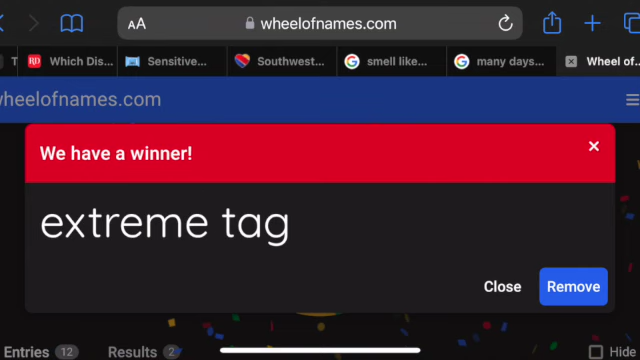 AA wheelofnames.com
T Which Dis... Sensitive... Southwest... smell like... many days... Wheel of...
wheelofnames.com
We have a winner!
extreme tag
Close Remove
Entries 12 Results 2 Hide